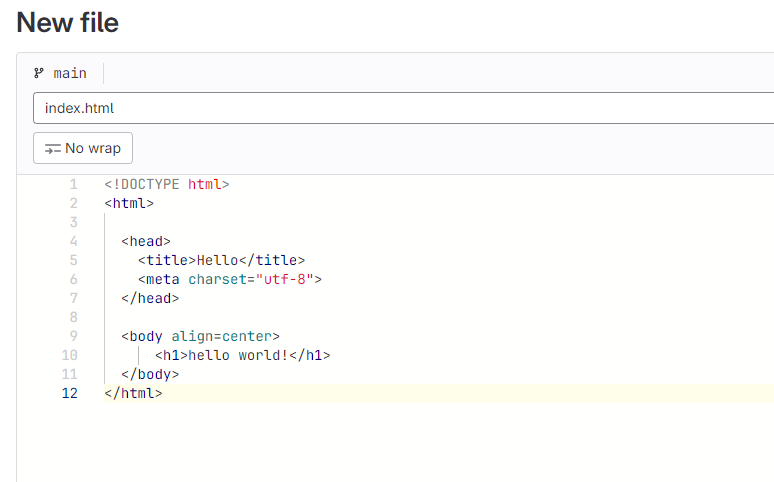 New file
main
index.html
No wrap
1 <!DOCTYPE html>
2 <html>
3
4   <head>
5     <title>Hello</title>
6     <meta charset="utf-8">
7   </head>
8
9   <body align=center>
10       <h1>hello world!</h1>
11   </body>
12 </html>